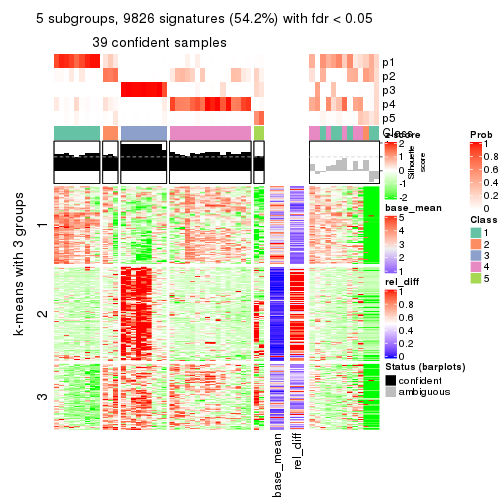 5 subgroups, 9826 signatures (54.2%) with fdr < 0.05
39 confident samples
p1
p2
p3
p4
p5
Class
z-score
2
1
0
-1
-2
Silhouette
score
Prob
1
0.8
0.6
0.4
0.2
0
base_mean
5
4
3
2
1
Class
1
2
3
4
5
rel_diff
1
0.8
0.6
0.4
0.2
0
Status (barplots)
confident
ambiguous
k-means with 3 groups
1
2
3
base_mean
rel_diff